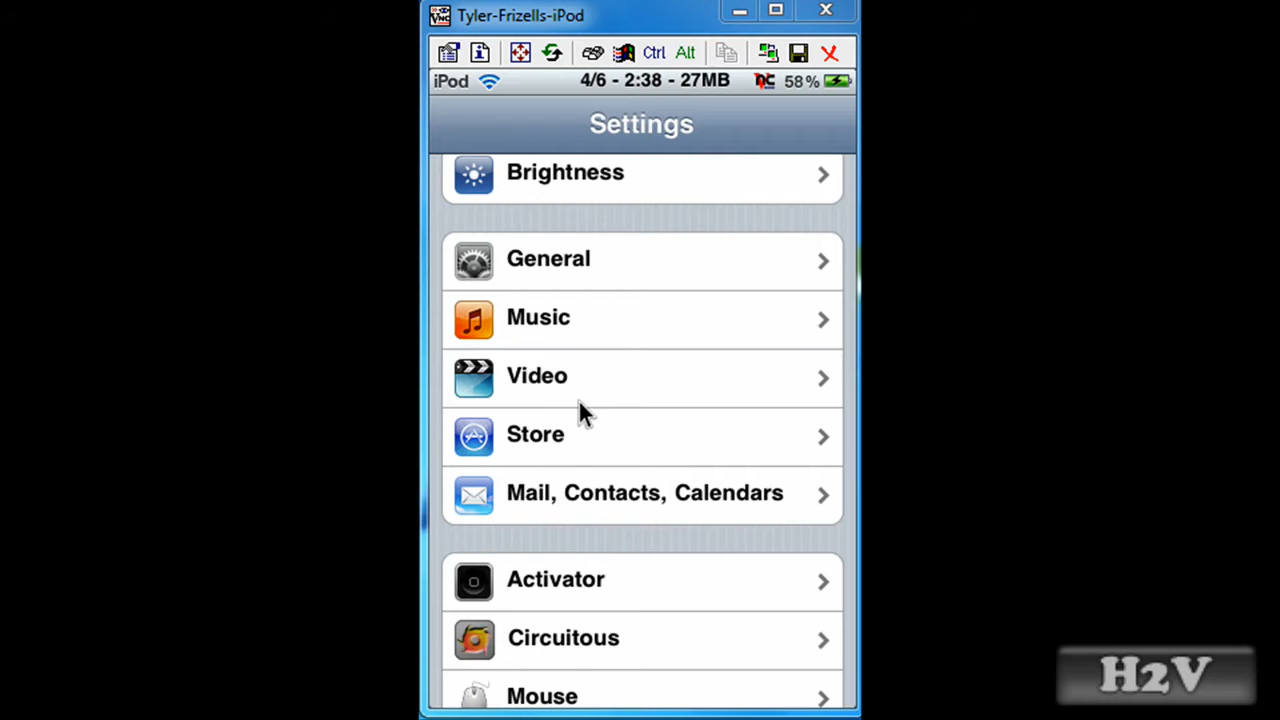 Tyler-Frizells-iPod
Ctrl Alt
iPod 4/6 - 2:38 - 27MB 58%
Settings
Brightness
General
Music
Video
Store
Mail, Contacts, Calendars
Activator
Circuitous
Mouse
H2V